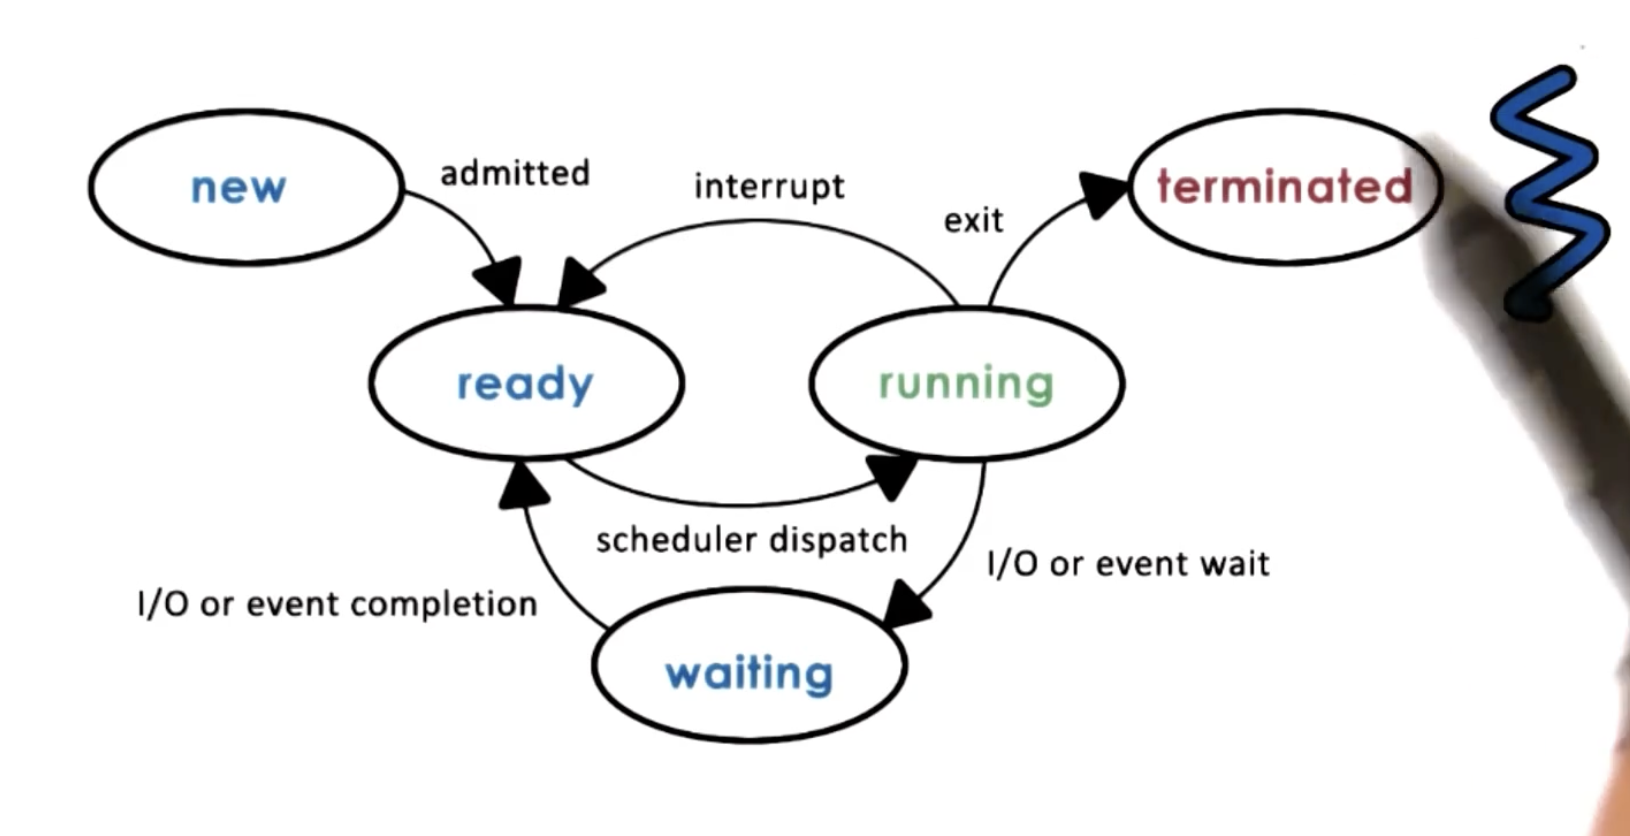 new
admitted
interrupt
exit
terminated
ready
running
scheduler dispatch
I/O or event wait
I/O or event completion
waiting